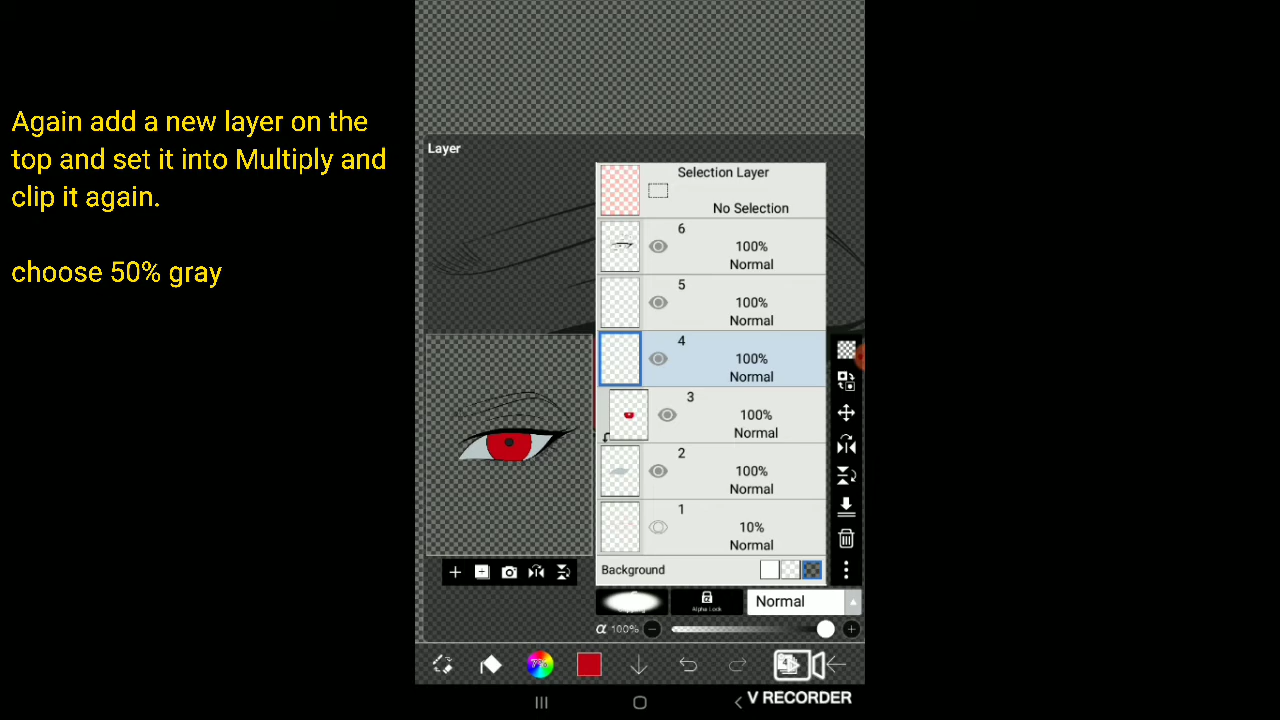 Again add a new layer on the
top and set it into Multiply and
clip it again.
choose 50% gray
Layer
Selection Layer
No Selection
6
100%
Normal
5
100%
Normal
4
100%
Normal
3
100%
Normal
2
100%
Normal
1
10%
Normal
Background
Alpha Lock
Normal
α 100%
V RECORDER